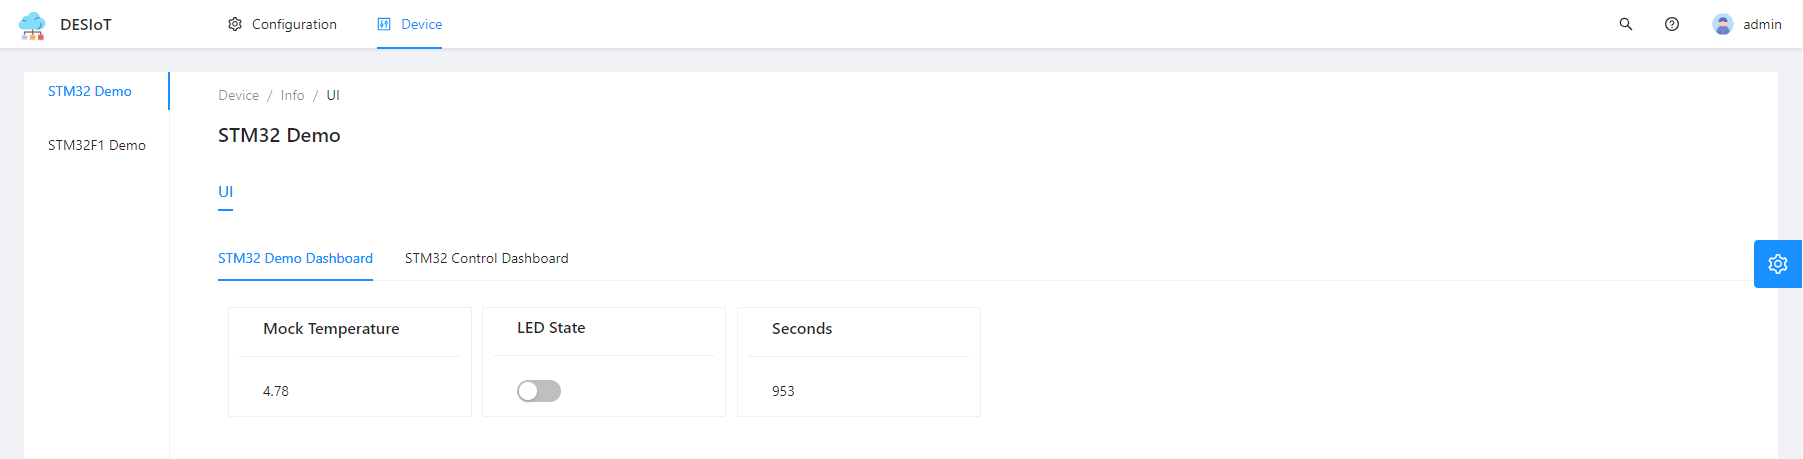 DESIoT Configuration Device admin
STM32 Demo
STM32F1 Demo
Device / Info / UI
STM32 Demo
UI
STM32 Demo Dashboard STM32 Control Dashboard
Mock Temperature LED State Seconds
4.78 953